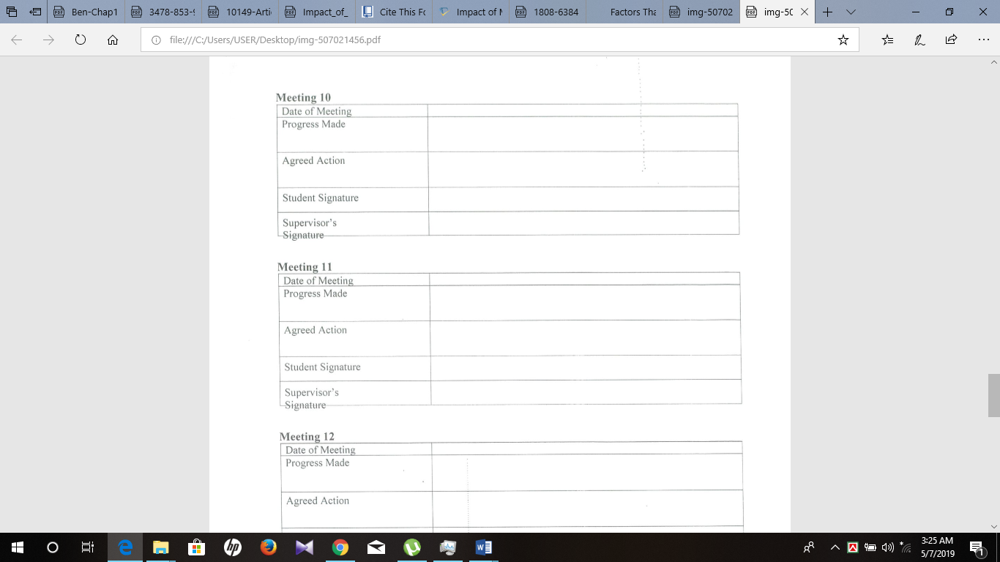 Ben-Chap1
3478-853-9
10149-Arti
Impact_of_
Cite This Fo
Impact of M
1808-6384
Factors Tha
img-50702
img-50
file:///C:/Users/USER/Desktop/img-507021456.pdf
Meeting 10
Date of Meeting
Progress Made
Agreed Action
Student Signature
Supervisor's
Signature
Meeting 11
Date of Meeting
Progress Made
Agreed Action
Student Signature
Supervisor's
Signature
Meeting 12
Date of Meeting
Progress Made
Agreed Action
3:25 AM
5/7/2019
1